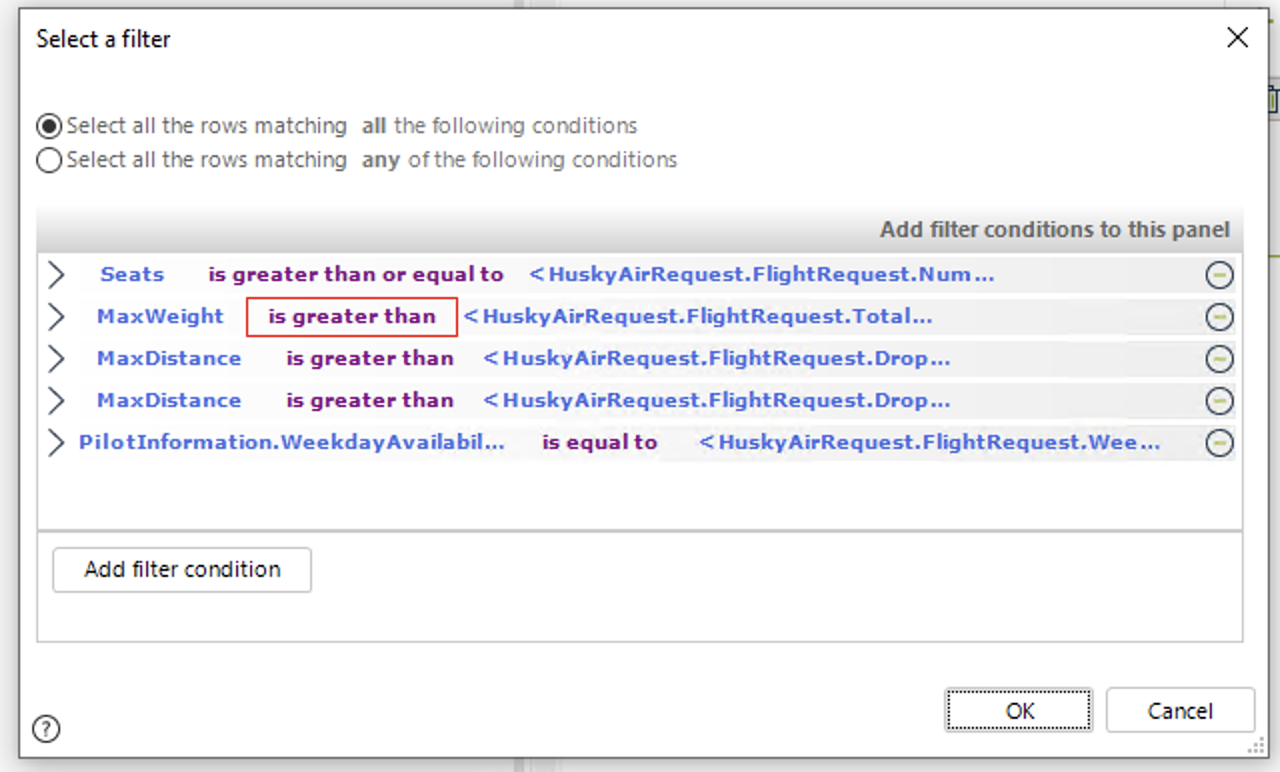 Select a filter
Select all the rows matching all the following conditions
Select all the rows matching any of the following conditions
Add filter conditions to this panel
Seats is greater than or equal to <HuskyAirRequest.FlightRequest.Num...
MaxWeight is greater than <HuskyAirRequest.FlightRequest.Total...
MaxDistance is greater than <HuskyAirRequest.FlightRequest.Drop...
MaxDistance is greater than <HuskyAirRequest.FlightRequest.Drop...
PilotInformation.WeekdayAvailabil... is equal to <HuskyAirRequest.FlightRequest.Wee...
Add filter condition
OK Cancel
?